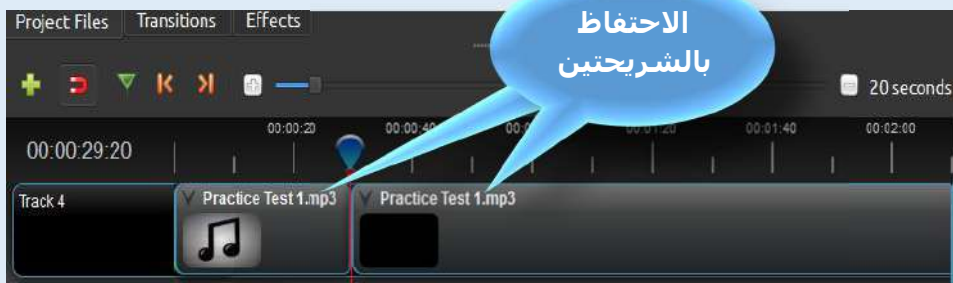 Project Files Transitions Effects
الاحتفاظ
بالشريحتين
20 seconds
00:00:29:20
00:00:20 00:00:40 00:01:20 00:01:40 00:02:00
Track 4
Practice Test 1.mp3 Practice Test 1.mp3